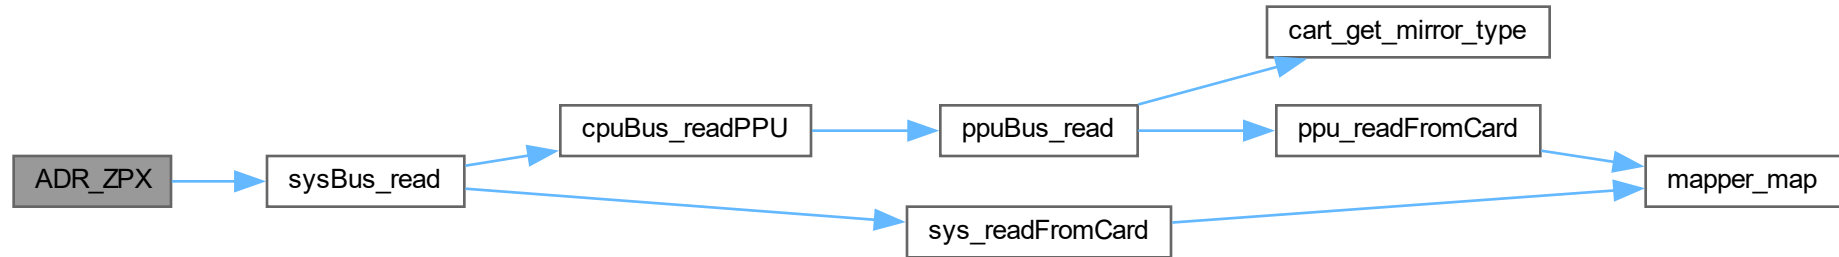 ADR_ZPX
sysBus_read
cpuBus_readPPU
sys_readFromCard
ppuBus_read
cart_get_mirror_type
ppu_readFromCard
mapper_map